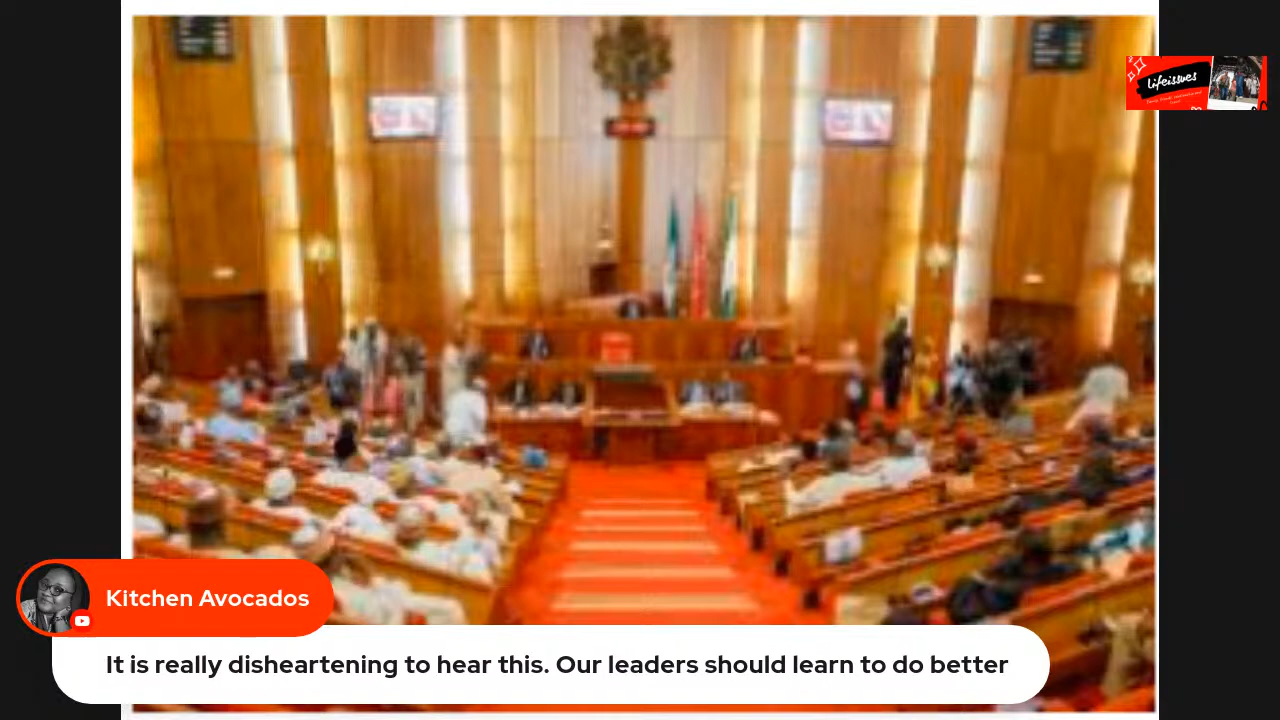 lifeissues
Kitchen Avocados
It is really disheartening to hear this. Our leaders should learn to do better